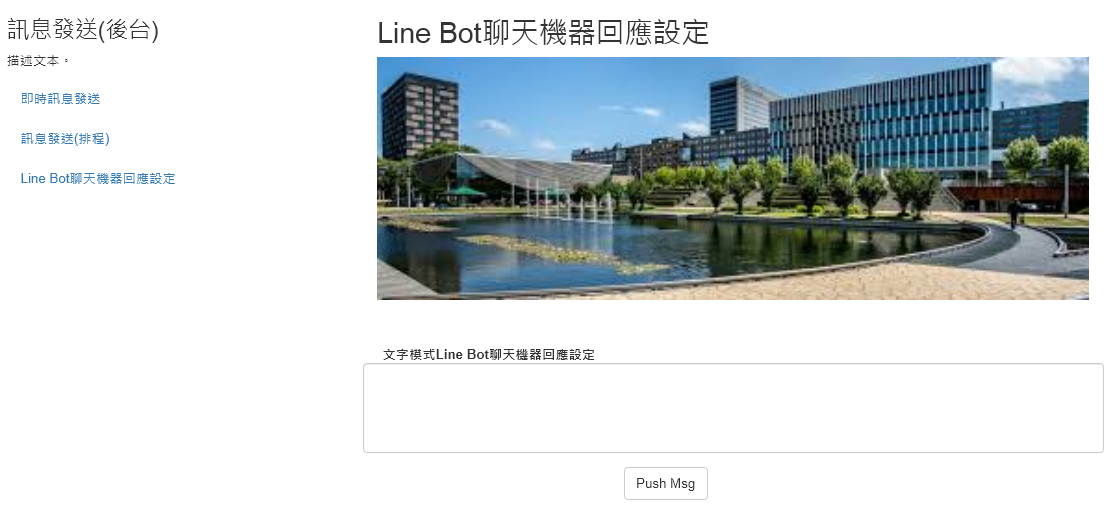 訊息發送(後台)
描述文本。
即時訊息發送
訊息發送(排程)
Line Bot聊天機器回應設定
Line Bot聊天機器回應設定
文字模式Line Bot聊天機器回應設定
Push Msg